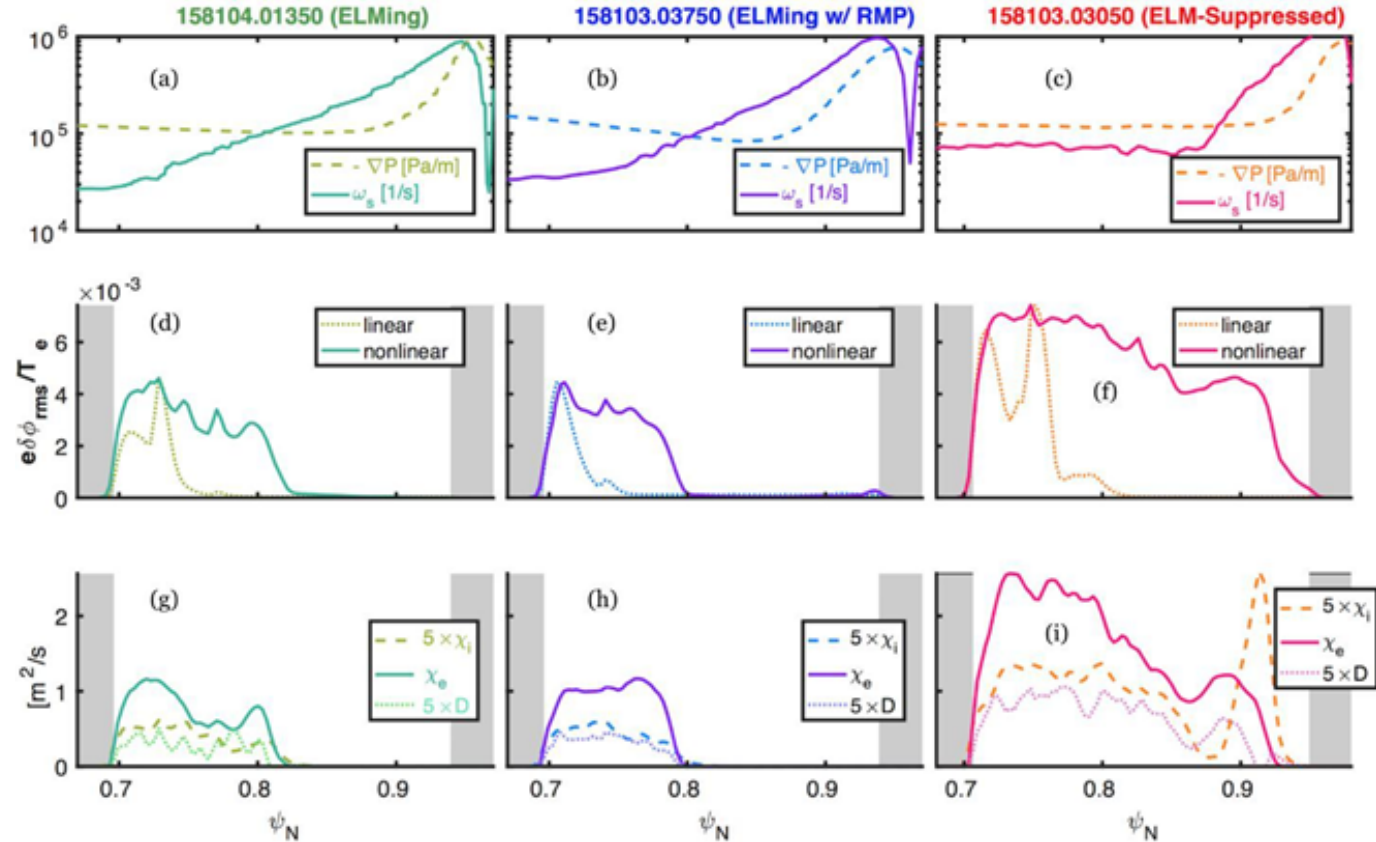 158104.01350 (ELMing)
158103.03750 (ELMing w/ RMP)
158103.03050 (ELM-Suppressed)
10^6
10^5
10^4
(a)
- ∇P [Pa/m]
ω_s [1/s]
(b)
- ∇P [Pa/m]
ω_s [1/s]
(c)
- ∇P [Pa/m]
ω_s [1/s]
×10^-3
eδϕ_rms/T_e
6
4
2
0
(d)
linear
nonlinear
(e)
linear
nonlinear
(f)
linear
nonlinear
[m^2/s]
2
1
0
(g)
5×χ_i
χ_e
5×D
(h)
5×χ_i
χ_e
5×D
(i)
5×χ_i
χ_e
5×D
0.7 0.8 0.9
ψ_N
0.7 0.8 0.9
ψ_N
0.7 0.8 0.9
ψ_N